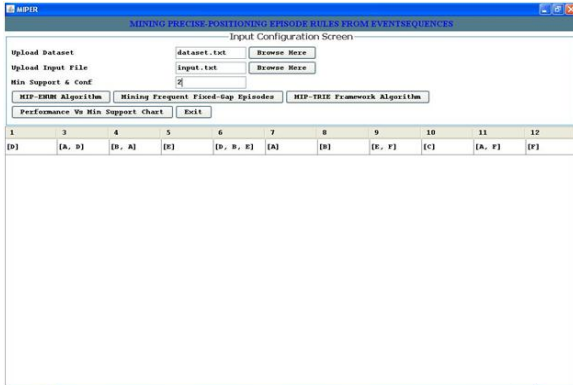 MIPER
MINING PRECISE-POSITIONING EPISODE RULES FROM EVENTSEQUENCES
Input Configuration Screen
Upload Dataset dataset.txt Browse Here
Upload Input File input.txt Browse Here
Min Support & Conf 2
MIP-ENUM Algorithm Mining Frequent Fixed-Gap Episodes MIP-TRIE Framework Algorithm
Performance Vs Min Support Chart Exit
1 3 4 5 6 7 8 9 10 11 12
[D] [A, D] [B, A] [E] [D, B, E] [A] [B] [E, F] [C] [A, F] [F]